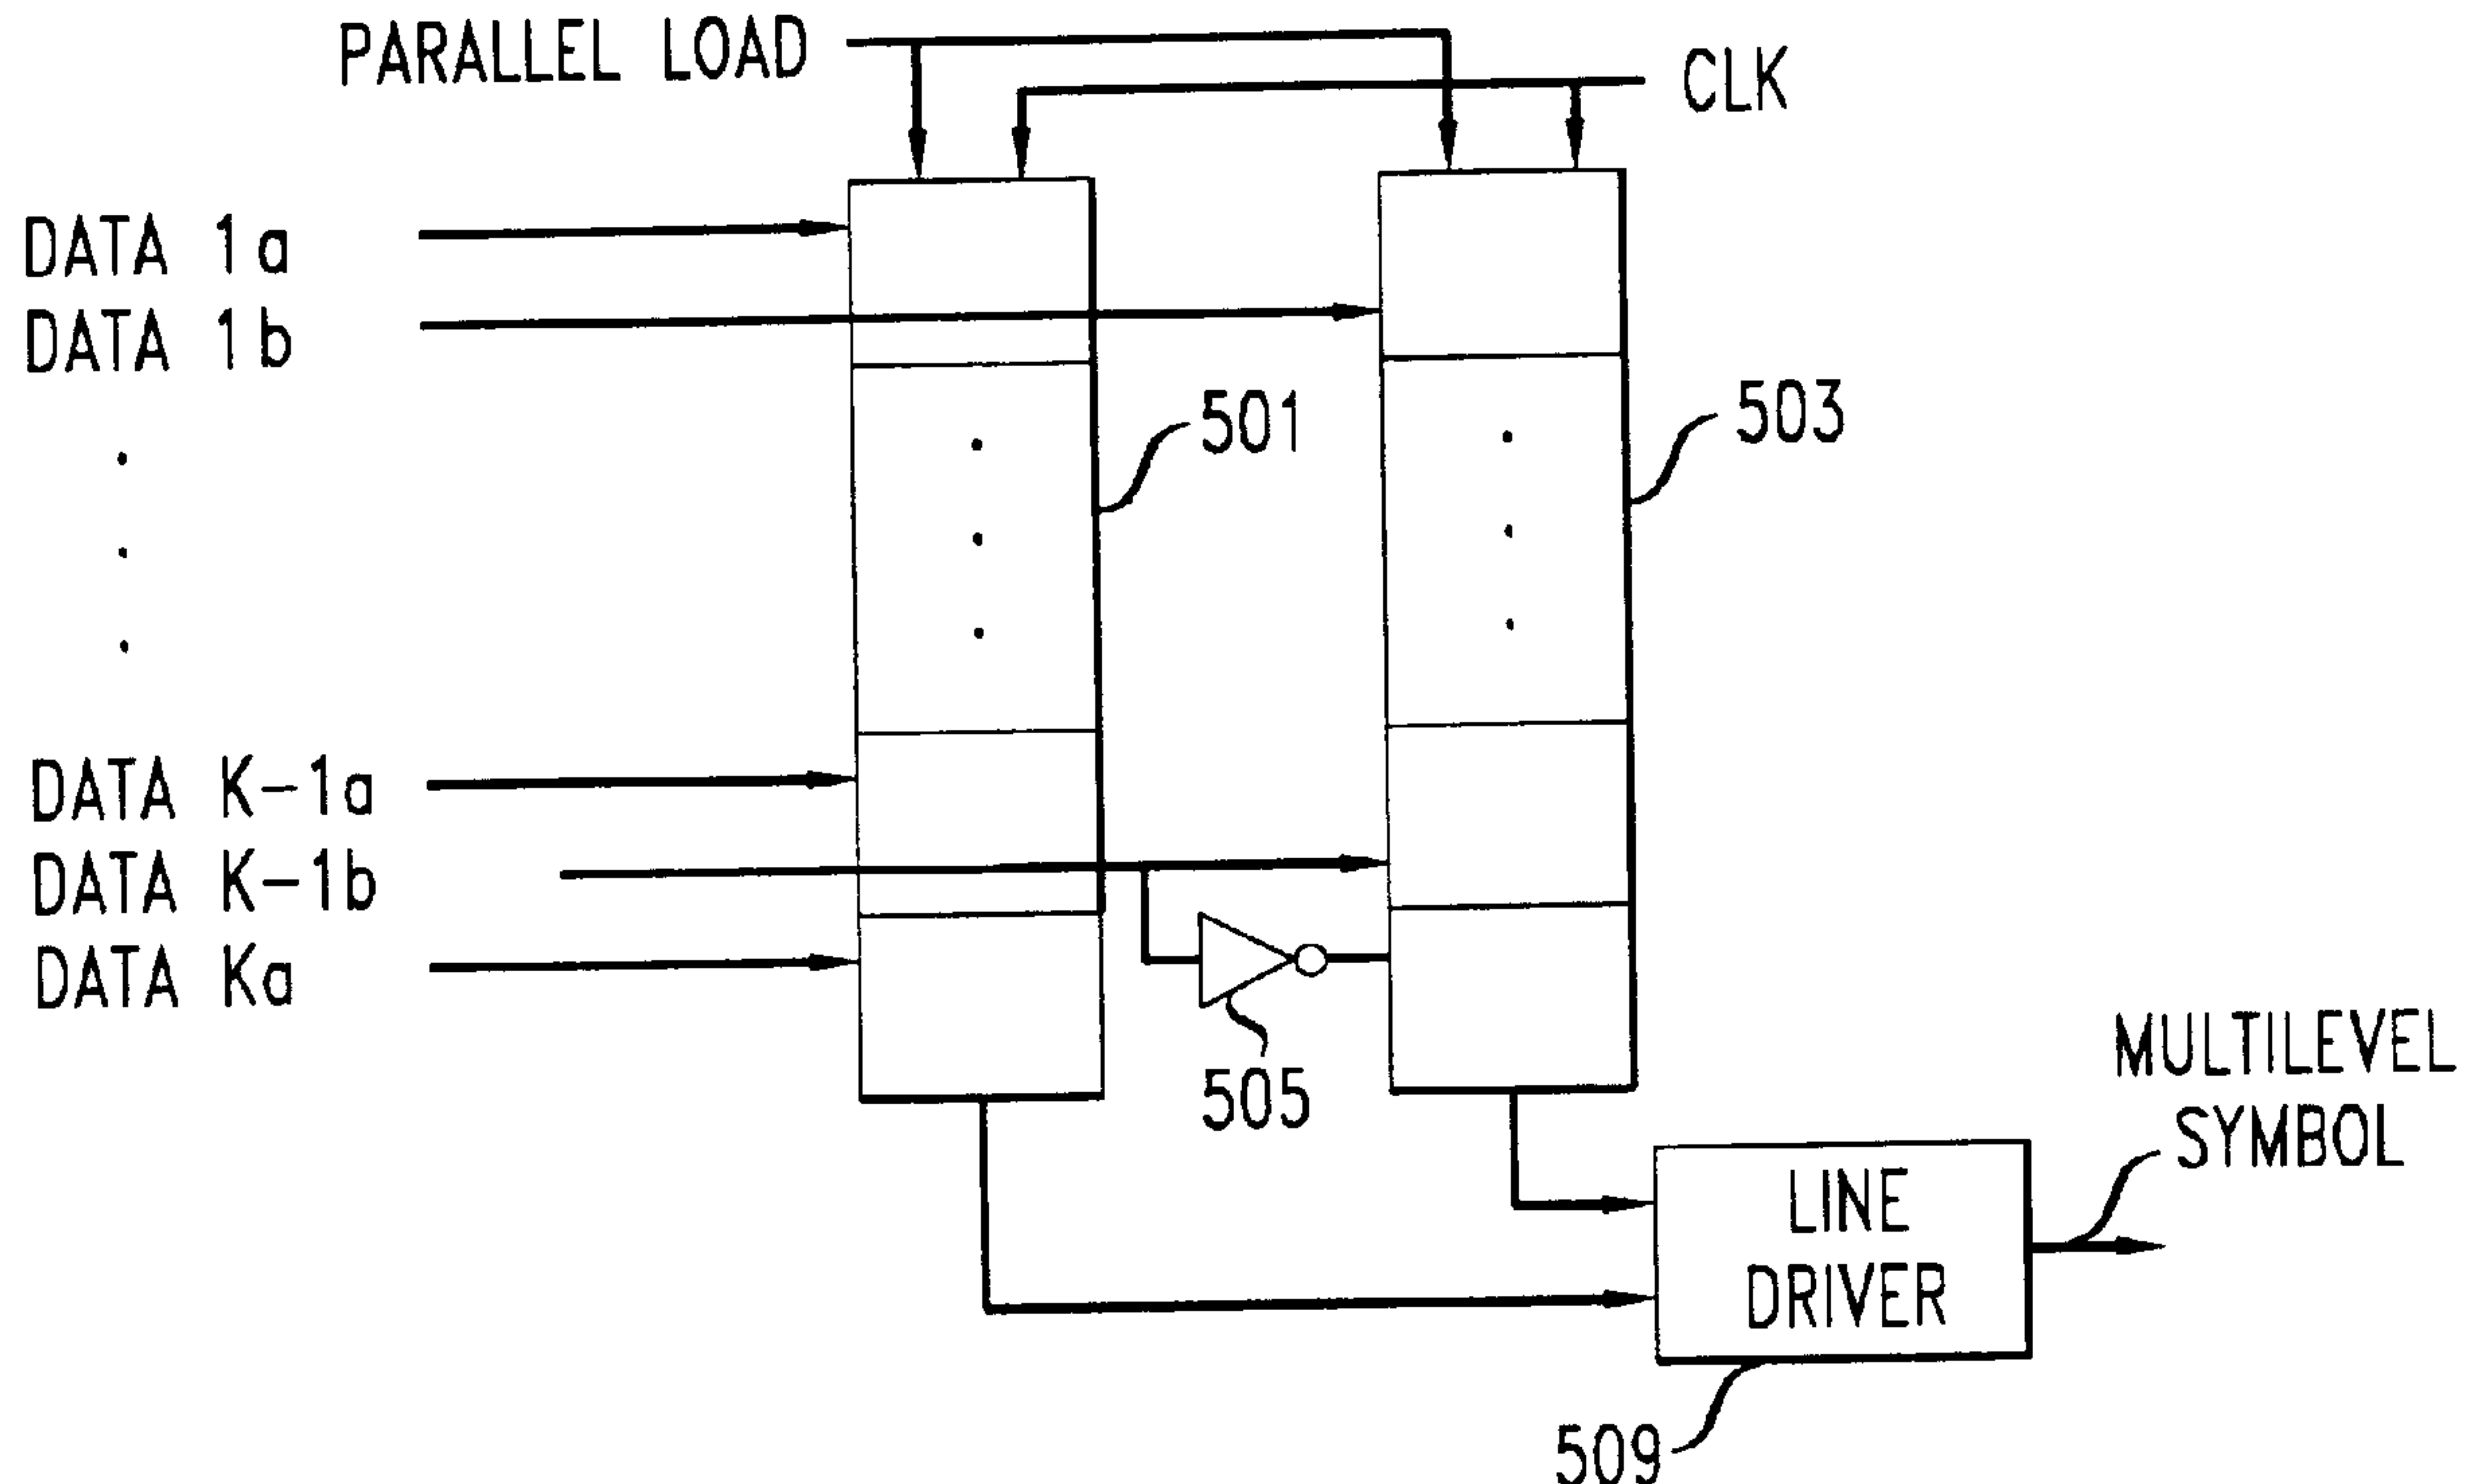 PARALLEL LOAD
CLK
DATA 1a
DATA 1b
501
503
DATA K-1a
DATA K-1b
DATA Ka
505
MULTILEVEL
SYMBOL
LINE
DRIVER
509